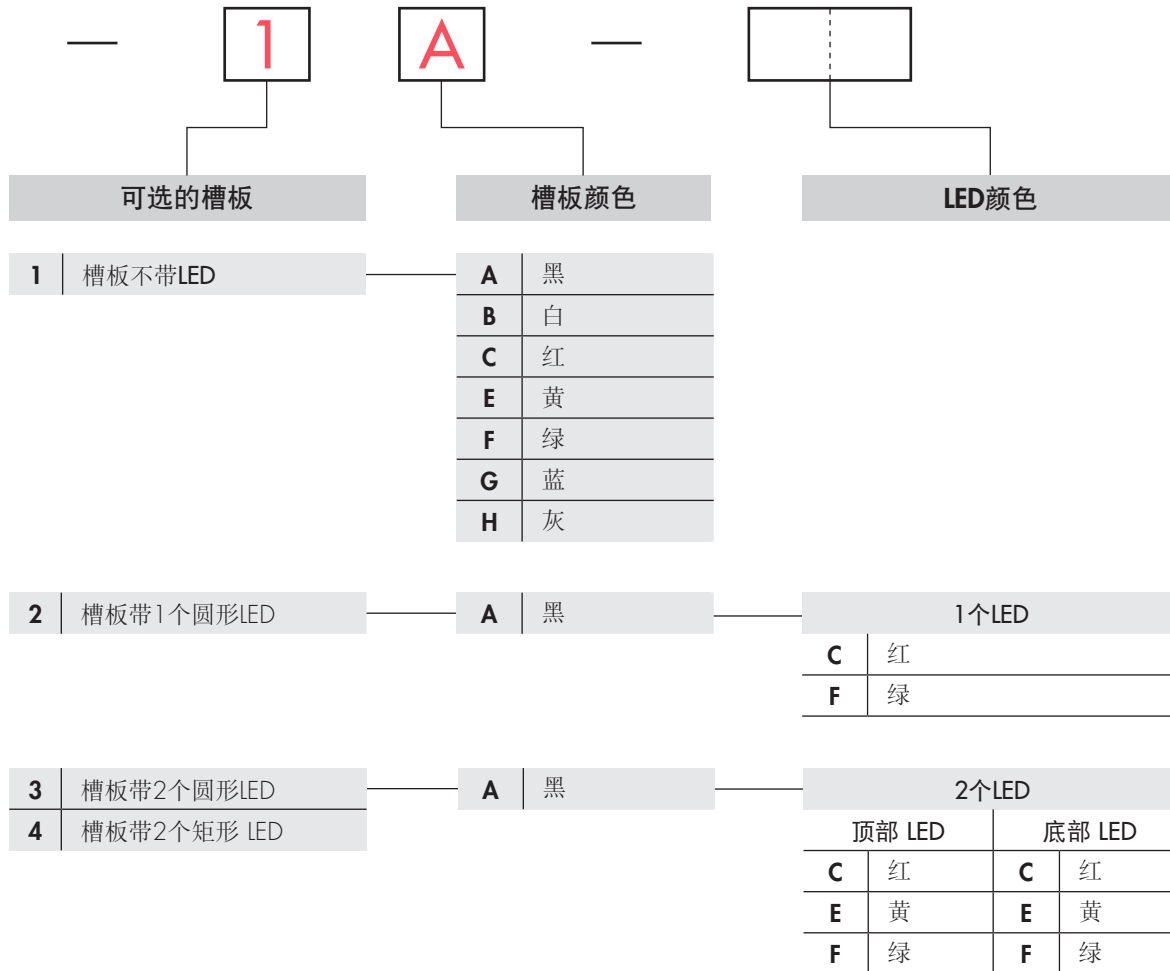 — 1 A —
可选的槽板 槽板颜色 LED颜色
1 槽板不带LED A 黑
B 白
C 红
E 黄
F 绿
G 蓝
H 灰
2 槽板带1个圆形LED A 黑 1个LED
C 红
F 绿
3 槽板带2个圆形LED A 黑 2个LED
4 槽板带2个矩形 LED 顶部 LED 底部 LED
C 红 C 红
E 黄 E 黄
F 绿 F 绿